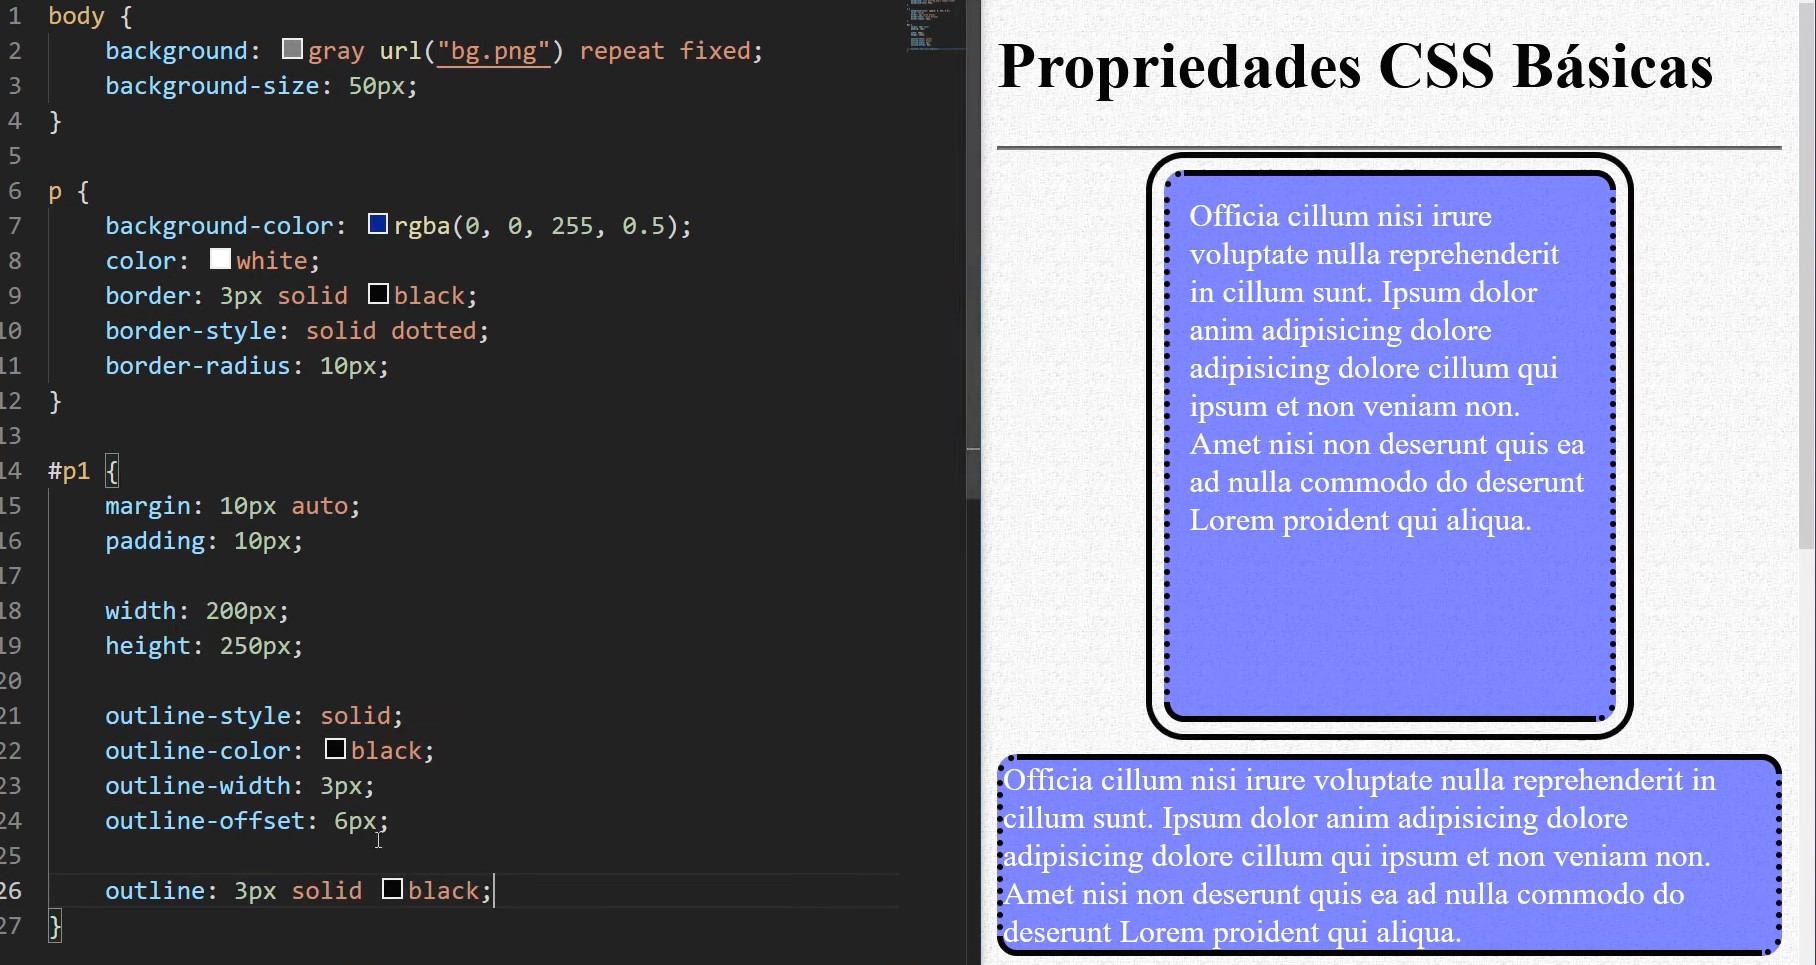 1 body {
2 background: gray url("bg.png") repeat fixed;
3 background-size: 50px;
4 }
5
6 p {
7 background-color: rgba(0, 0, 255, 0.5);
8 color: white;
9 border: 3px solid black;
10 border-style: solid dotted;
11 border-radius: 10px;
12 }
13
14 #p1 {
15 margin: 10px auto;
16 padding: 10px;
17
18 width: 200px;
19 height: 250px;
20
21 outline-style: solid;
22 outline-color: black;
23 outline-width: 3px;
24 outline-offset: 6px;
25
26 outline: 3px solid black;
27 }
Propriedades CSS Básicas
Officia cillum nisi irure
voluptate nulla reprehenderit
in cillum sunt. Ipsum dolor
anim adipisicing dolore
adipisicing dolore cillum qui
ipsum et non veniam non.
Amet nisi non deserunt quis ea
ad nulla commodo do deserunt
Lorem proident qui aliqua.
Officia cillum nisi irure voluptate nulla reprehenderit in
cillum sunt. Ipsum dolor anim adipisicing dolore
adipisicing dolore cillum qui ipsum et non veniam non.
Amet nisi non deserunt quis ea ad nulla commodo do
deserunt Lorem proident qui aliqua.